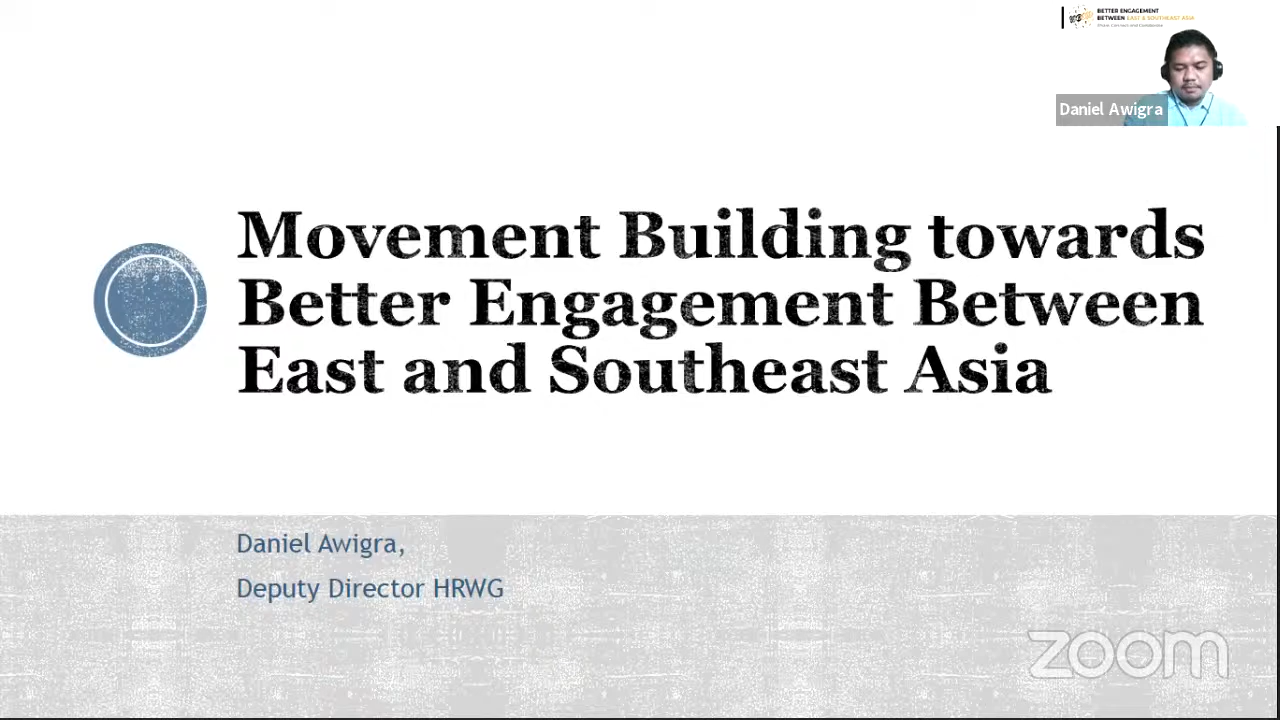 BETTER ENGAGEMENT
BETWEEN EAST & SOUTHEAST ASIA
Daniel Awigra
Movement Building towards
Better Engagement Between
East and Southeast Asia
Daniel Awigra,
Deputy Director HRWG
zoom